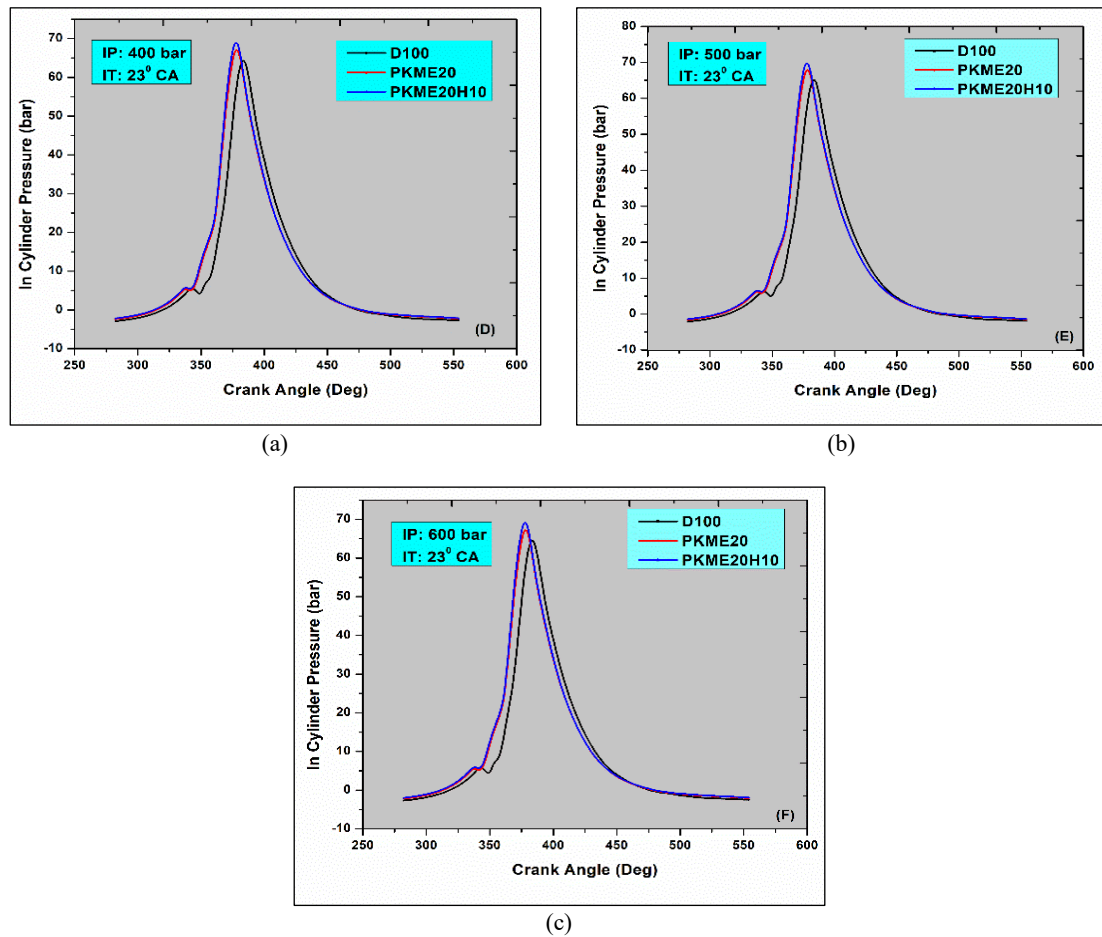 IP: 400 bar
IT: 23⁰ CA
D100
PKME20
PKME20H10
In Cylinder Pressure (bar)
70
60
50
40
30
20
10
0
-10
200
250
300
350
400
450
500
550
600
Crank Angle (Deg)
(D)
(a)
IP: 500 bar
IT: 23⁰ CA
D100
PKME20
PKME20H10
In Cylinder Pressure (bar)
80
70
60
50
40
30
20
10
0
-10
250
300
350
400
450
500
550
600
Crank Angle (Deg)
(E)
(b)
IP: 600 bar
IT: 23⁰ CA
D100
PKME20
PKME20H10
In Cylinder Pressure (bar)
70
60
50
40
30
20
10
0
-10
250
300
350
400
450
500
550
600
Crank Angle (Deg)
(F)
(c)